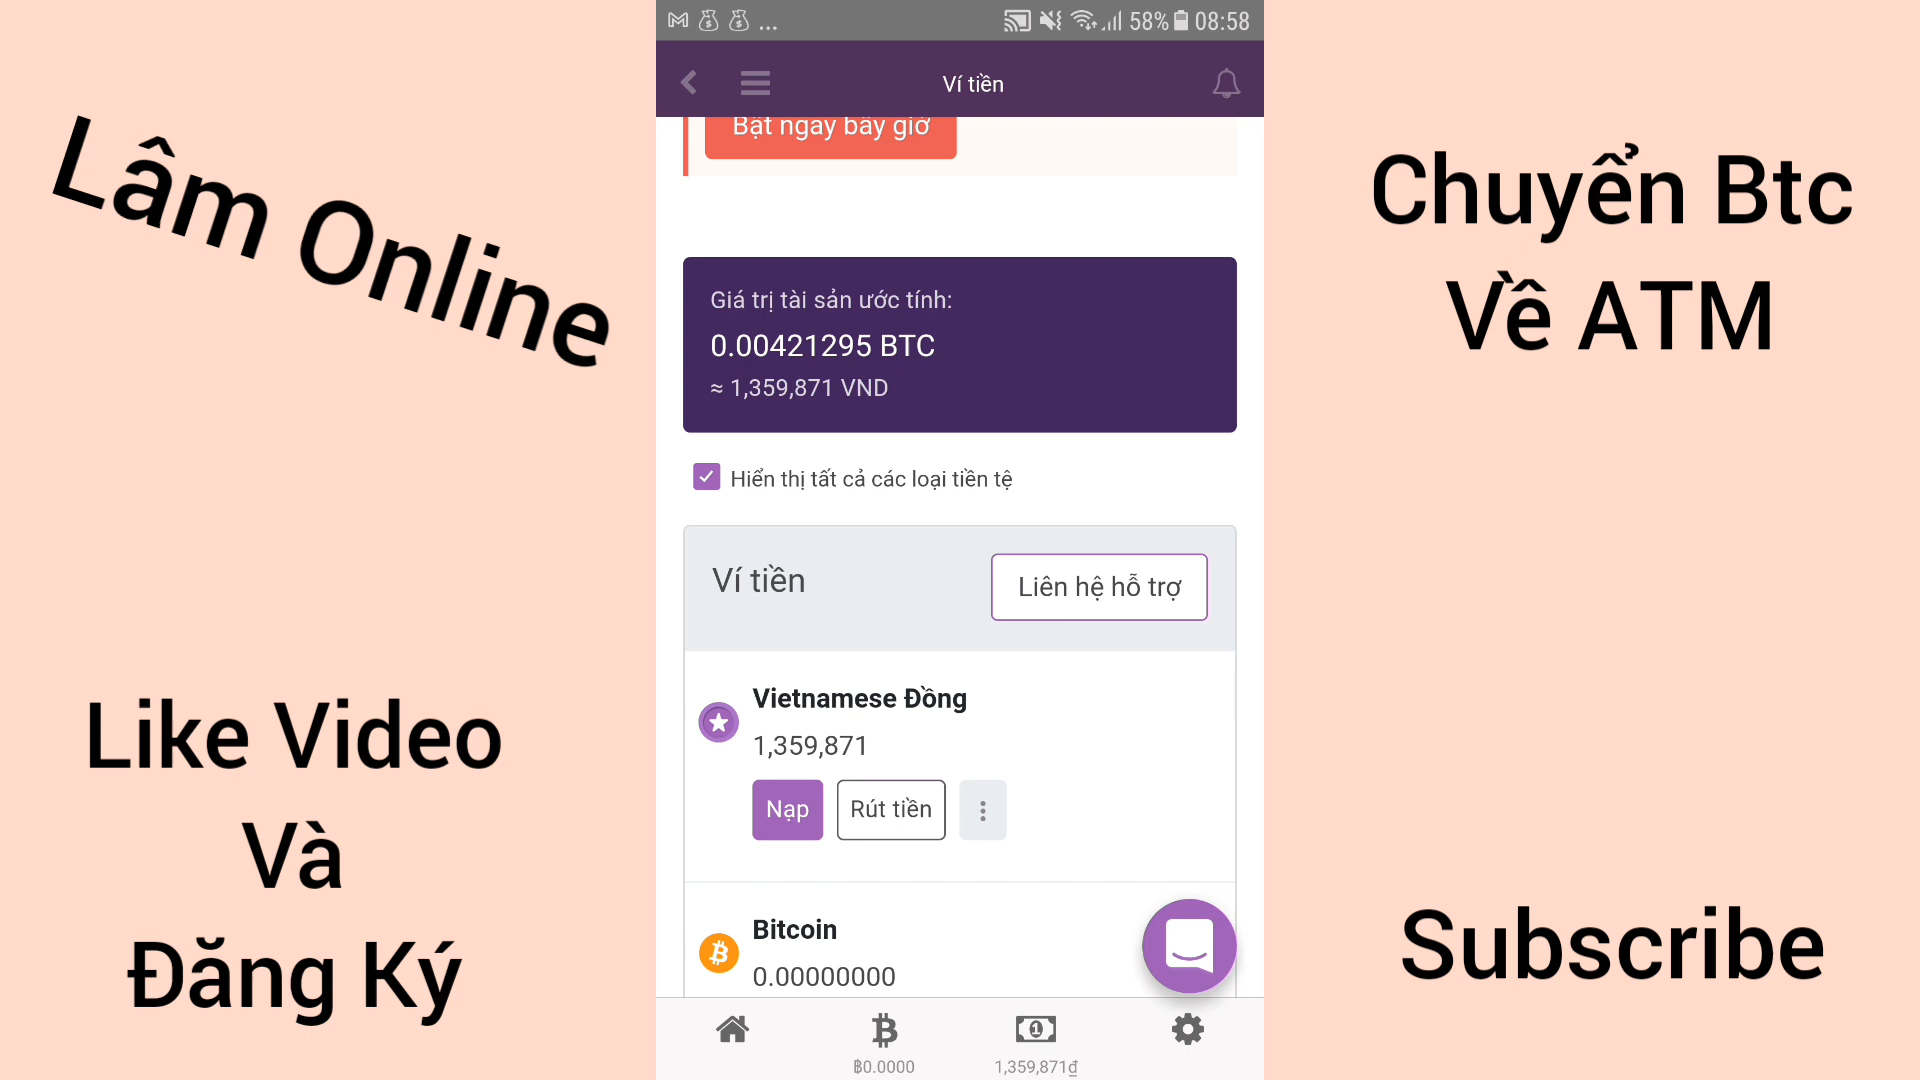 Lâm Online
Like Video
Và
Đăng Ký
... 58% 08:58
Ví tiền
Bật ngay bây giờ
Giá trị tài sản ước tính:
0.00421295 BTC
≈ 1,359,871 VND
Hiển thị tất cả các loại tiền tệ
Ví tiền
Liên hệ hỗ trợ
Vietnamese Đồng
1,359,871
Nạp
Rút tiền
Bitcoin
0.00000000
฿0.0000
1,359,871₫
Chuyển Btc
Về ATM
Subscribe